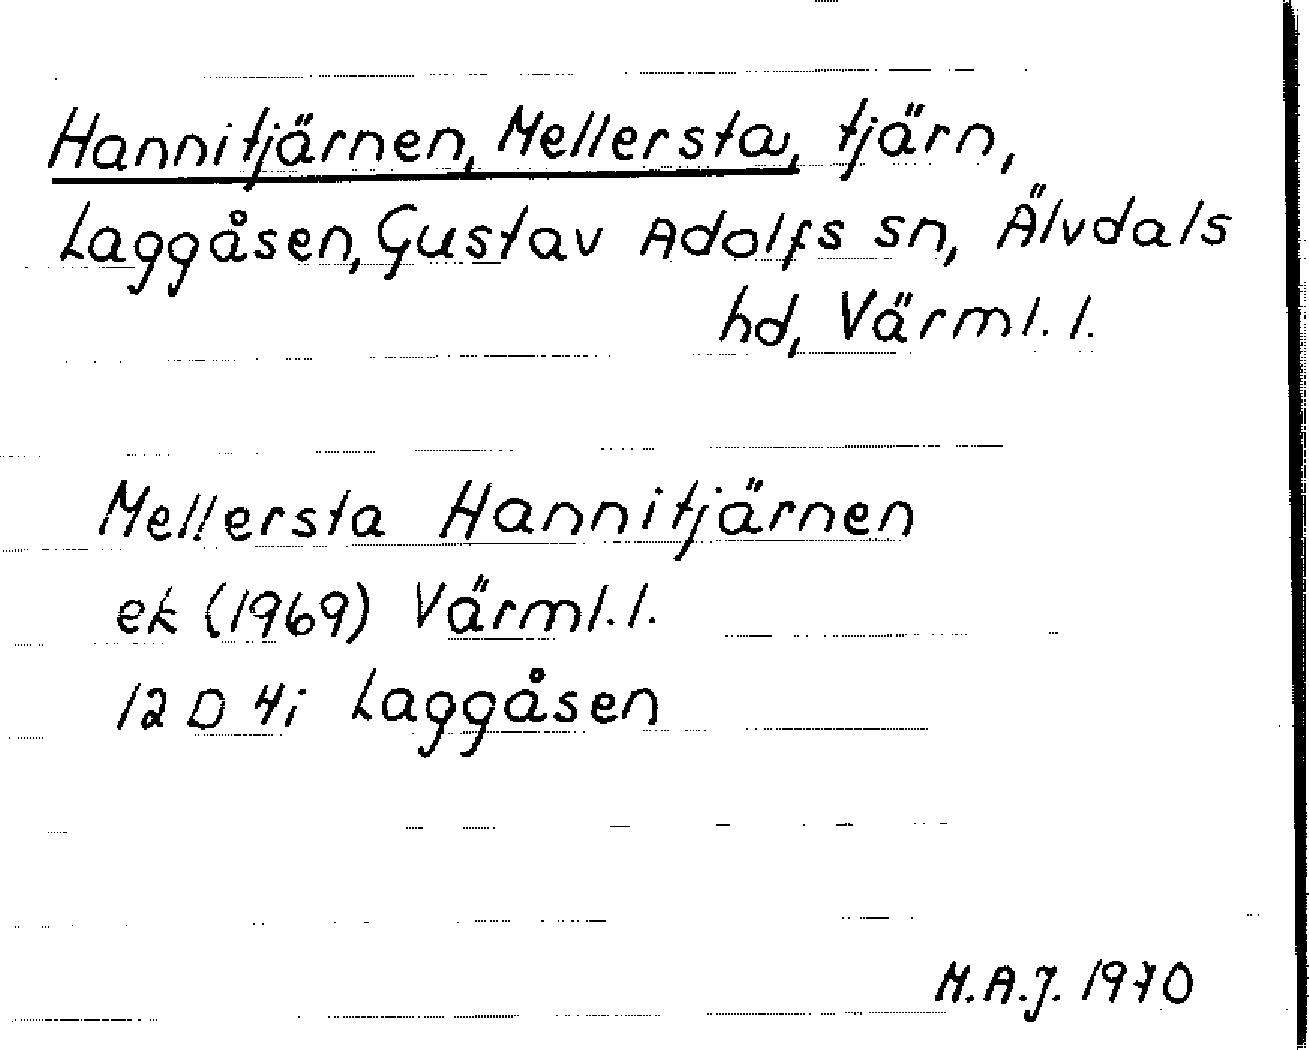 Hannitjärnen, Mellersta, tjärn,
Laggåsen, Gustav Adolfs sn, Älvdals
hd, Värml. l.
Mellersta Hannitjärnen
ek (1969) Värml. l.
12 D 4i Laggåsen
M.A.J. 1970